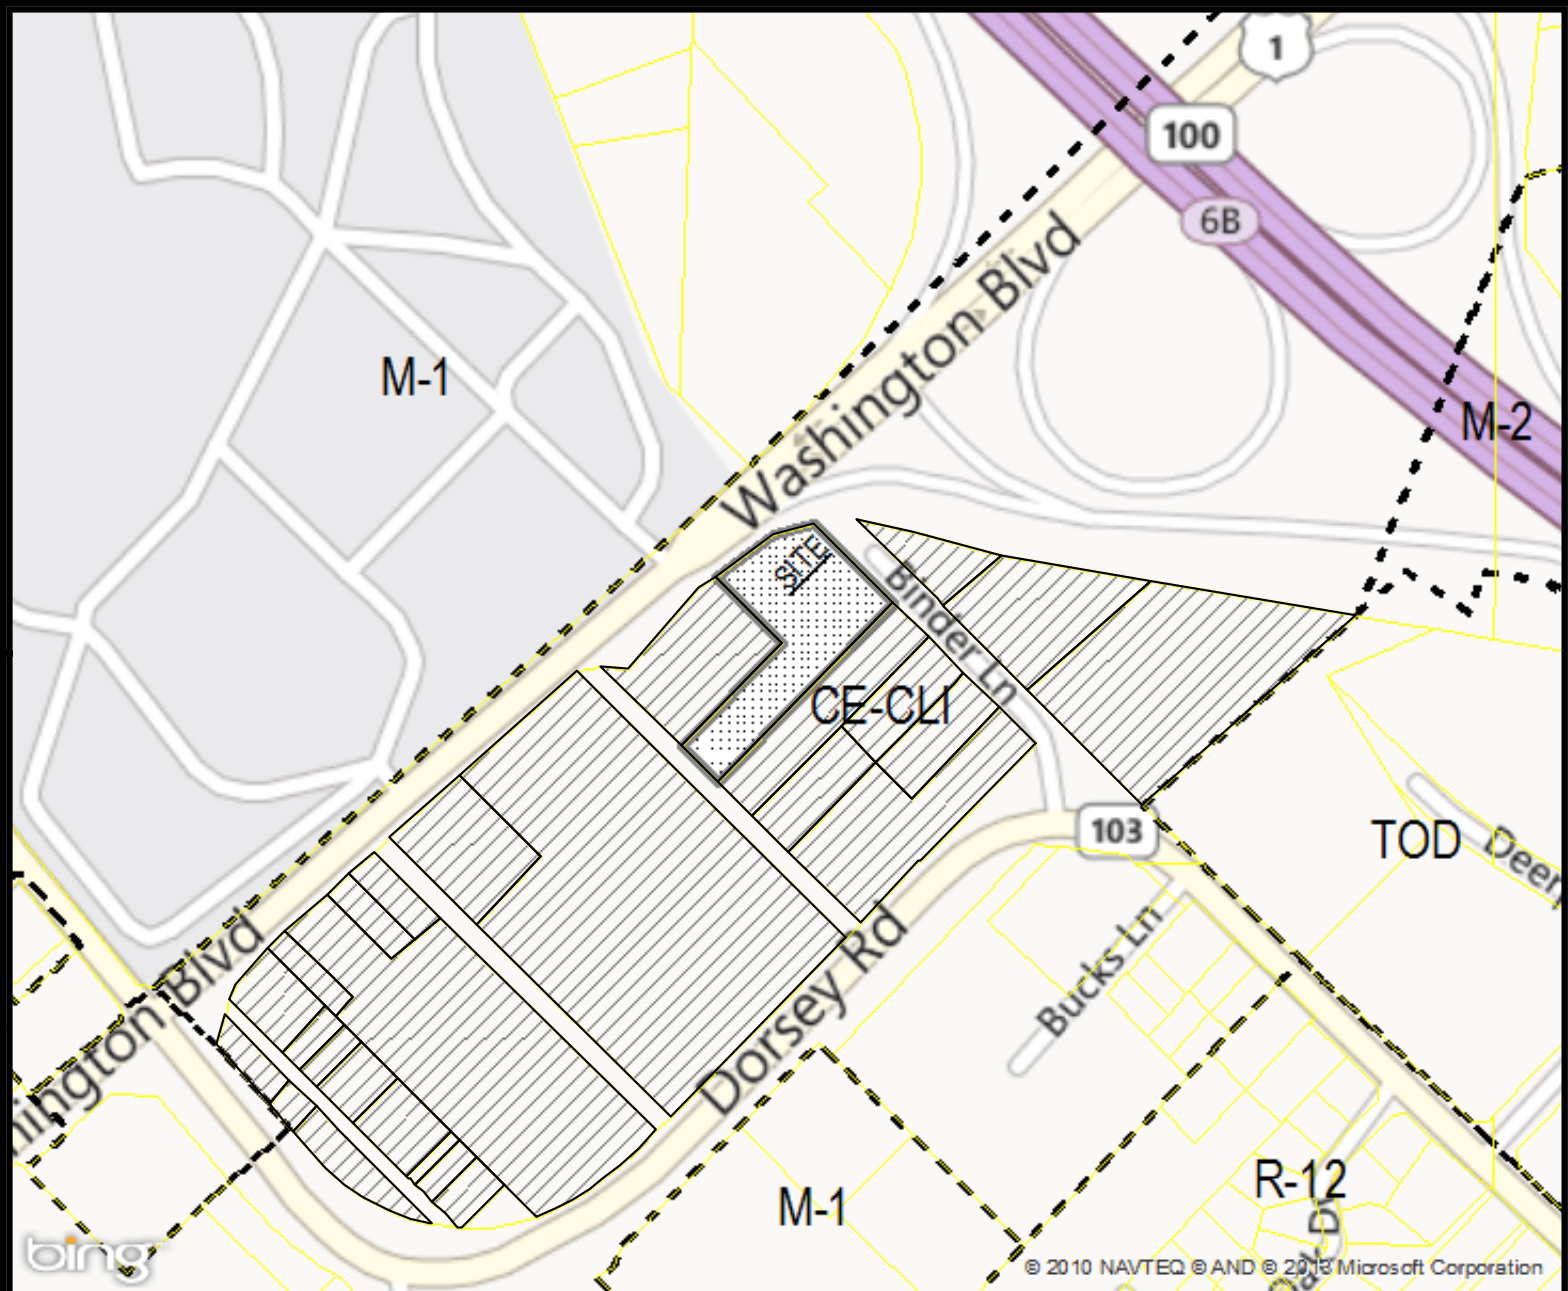 1
100
6B
Washington Blvd
M-1
M-2
SITE
Binder Ln
CE-CLI
103
TOD
Deer
Washington Blvd
Bucks Ln
Dorsey Rd
R-12
M-1
bing
© 2010 NAVTEQ © AND © 2013 Microsoft Corporation